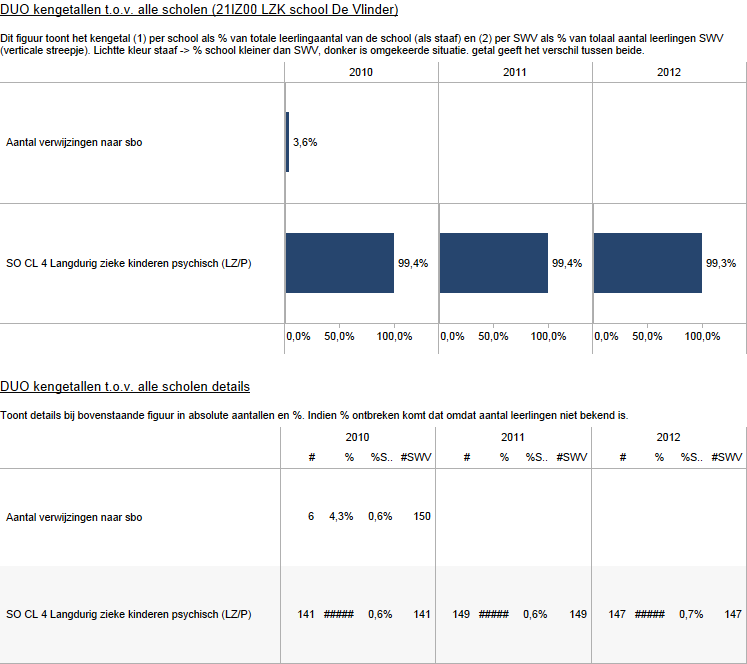 DUO kengetallen t.o.v. alle scholen (21IZ00 LZK school De Vlinder)
Dit figuur toont het kengetal (1) per school als % van totale leerlingaantal van de school (als staaf) en (2) per SWV als % van tolaal aantal leerlingen SWV
(verticale streepje). Lichtte kleur staaf -> % school kleiner dan SWV, donker is omgekeerde situatie. getal geeft het verschil tussen beide.
2010 2011 2012
Aantal verwijzingen naar sbo 3,6%
SO CL 4 Langdurig zieke kinderen psychisch (LZ/P) 99,4% 99,4% 99,3%
0,0% 50,0% 100,0% 0,0% 50,0% 100,0% 0,0% 50,0% 100,0%
DUO kengetallen t.o.v. alle scholen details
Toont details bij bovenstaande figuur in absolute aantallen en %. Indien % ontbreken komt dat omdat aantal leerlingen niet bekend is.
2010 2011 2012
# % %S.. #SWV # % %S.. #SWV # % %S.. #SWV
Aantal verwijzingen naar sbo 6 4,3% 0,6% 150
SO CL 4 Langdurig zieke kinderen psychisch (LZ/P) 141 ##### 0,6% 141 149 ##### 0,6% 149 147 ##### 0,7% 147